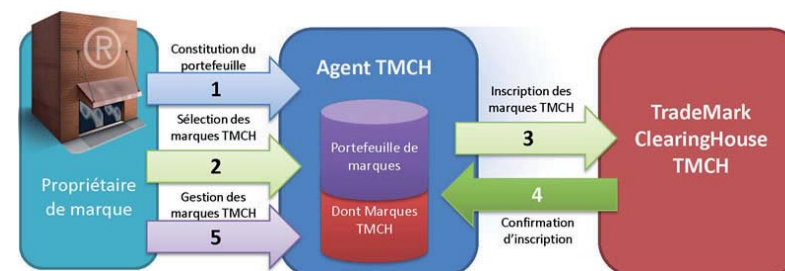 ®
Propriétaire
de marque
Constitution du
portefeuille
1
Sélection des
marques TMCH
2
Gestion des
marques TMCH
5
Agent TMCH
Portefeuille de
marques
Dont Marques
TMCH
Inscription des
marques TMCH
3
4
Confirmation
d'inscription
TradeMark
ClearingHouse
TMCH